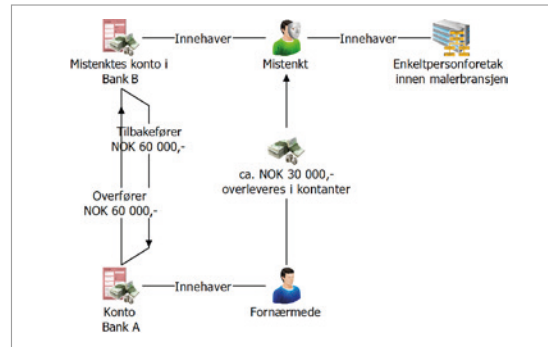 Innehaver
Innehaver
Mistenktes konto i
Bank B
Mistenkt
Enkeltpersonforetak
innen malerbransjen
Tilbakefører
NOK 60 000,-
ca. NOK 30 000,-
overleveres i kontanter
Overfører
NOK 60 000,-
Innehaver
Konto
Bank A
Fornærmede